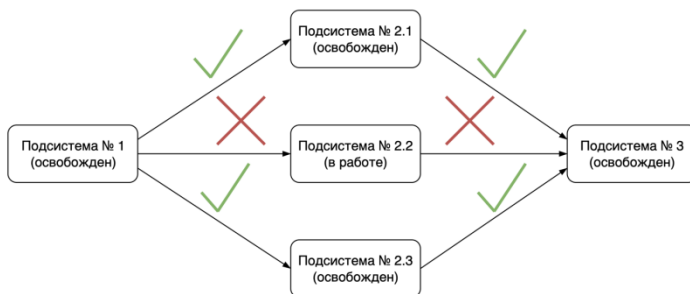 Подсистема № 2.1
(освобожден)
Подсистема № 1
(освобожден)
Подсистема № 2.2
(в работе)
Подсистема № 3
(освобожден)
Подсистема № 2.3
(освобожден)